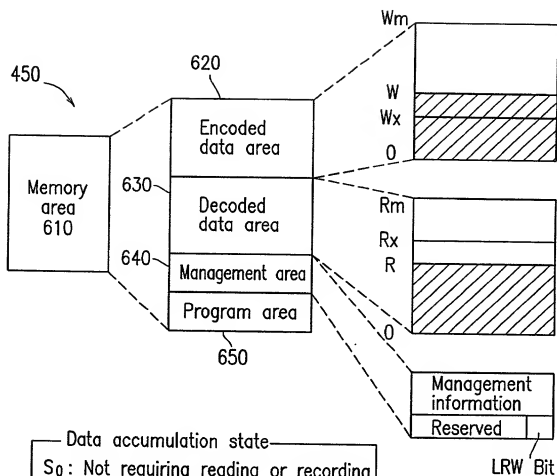 450
620
Encoded
data area
630
Decoded
data area
640
Management area
Program area
650
Memory
area
610
Wm
W
Wx
0
Rm
Rx
R
0
Management
information
Reserved
LRW Bit
Data accumulation state
S0: Not requiring reading or recording